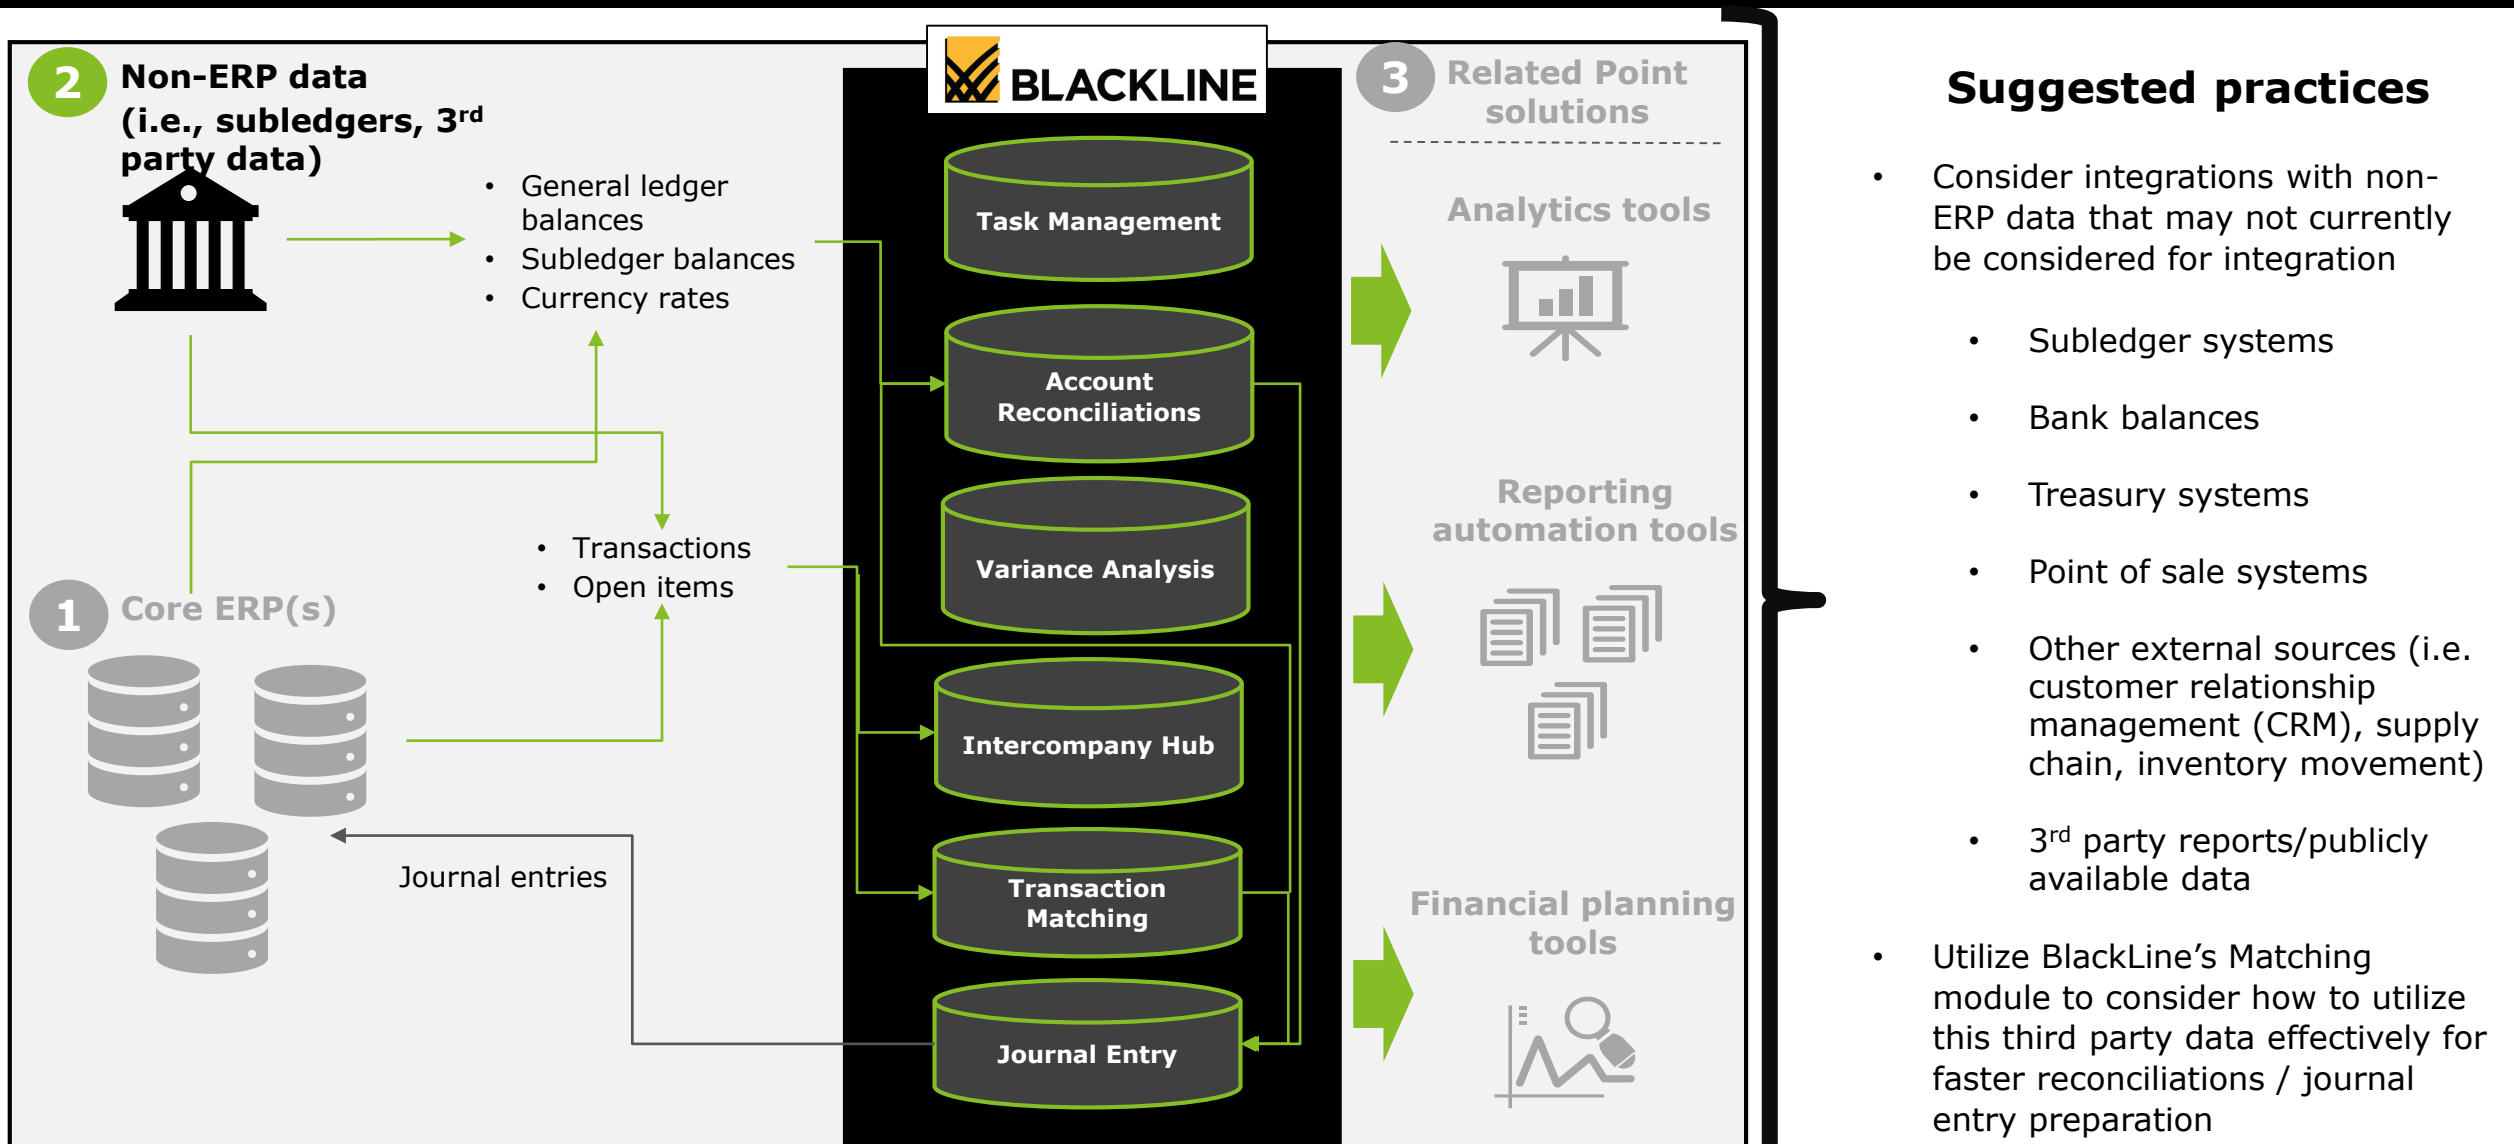 2
Non-ERP data
(i.e., subledgers, 3rd
party data)
• General ledger
balances
• Subledger balances
• Currency rates
• Transactions
• Open items
1
Core ERP(s)
Journal entries
BLACKLINE
Task Management
Account
Reconciliations
Variance Analysis
Intercompany Hub
Transaction
Matching
Journal Entry
3
Related Point
solutions
Analytics tools
Reporting
automation tools
Financial planning
tools
Suggested practices
• Consider integrations with non-
ERP data that may not currently
be considered for integration
• Subledger systems
• Bank balances
• Treasury systems
• Point of sale systems
• Other external sources (i.e.
customer relationship
management (CRM), supply
chain, inventory movement)
• 3rd party reports/publicly
available data
• Utilize BlackLine’s Matching
module to consider how to utilize
this third party data effectively for
faster reconciliations / journal
entry preparation